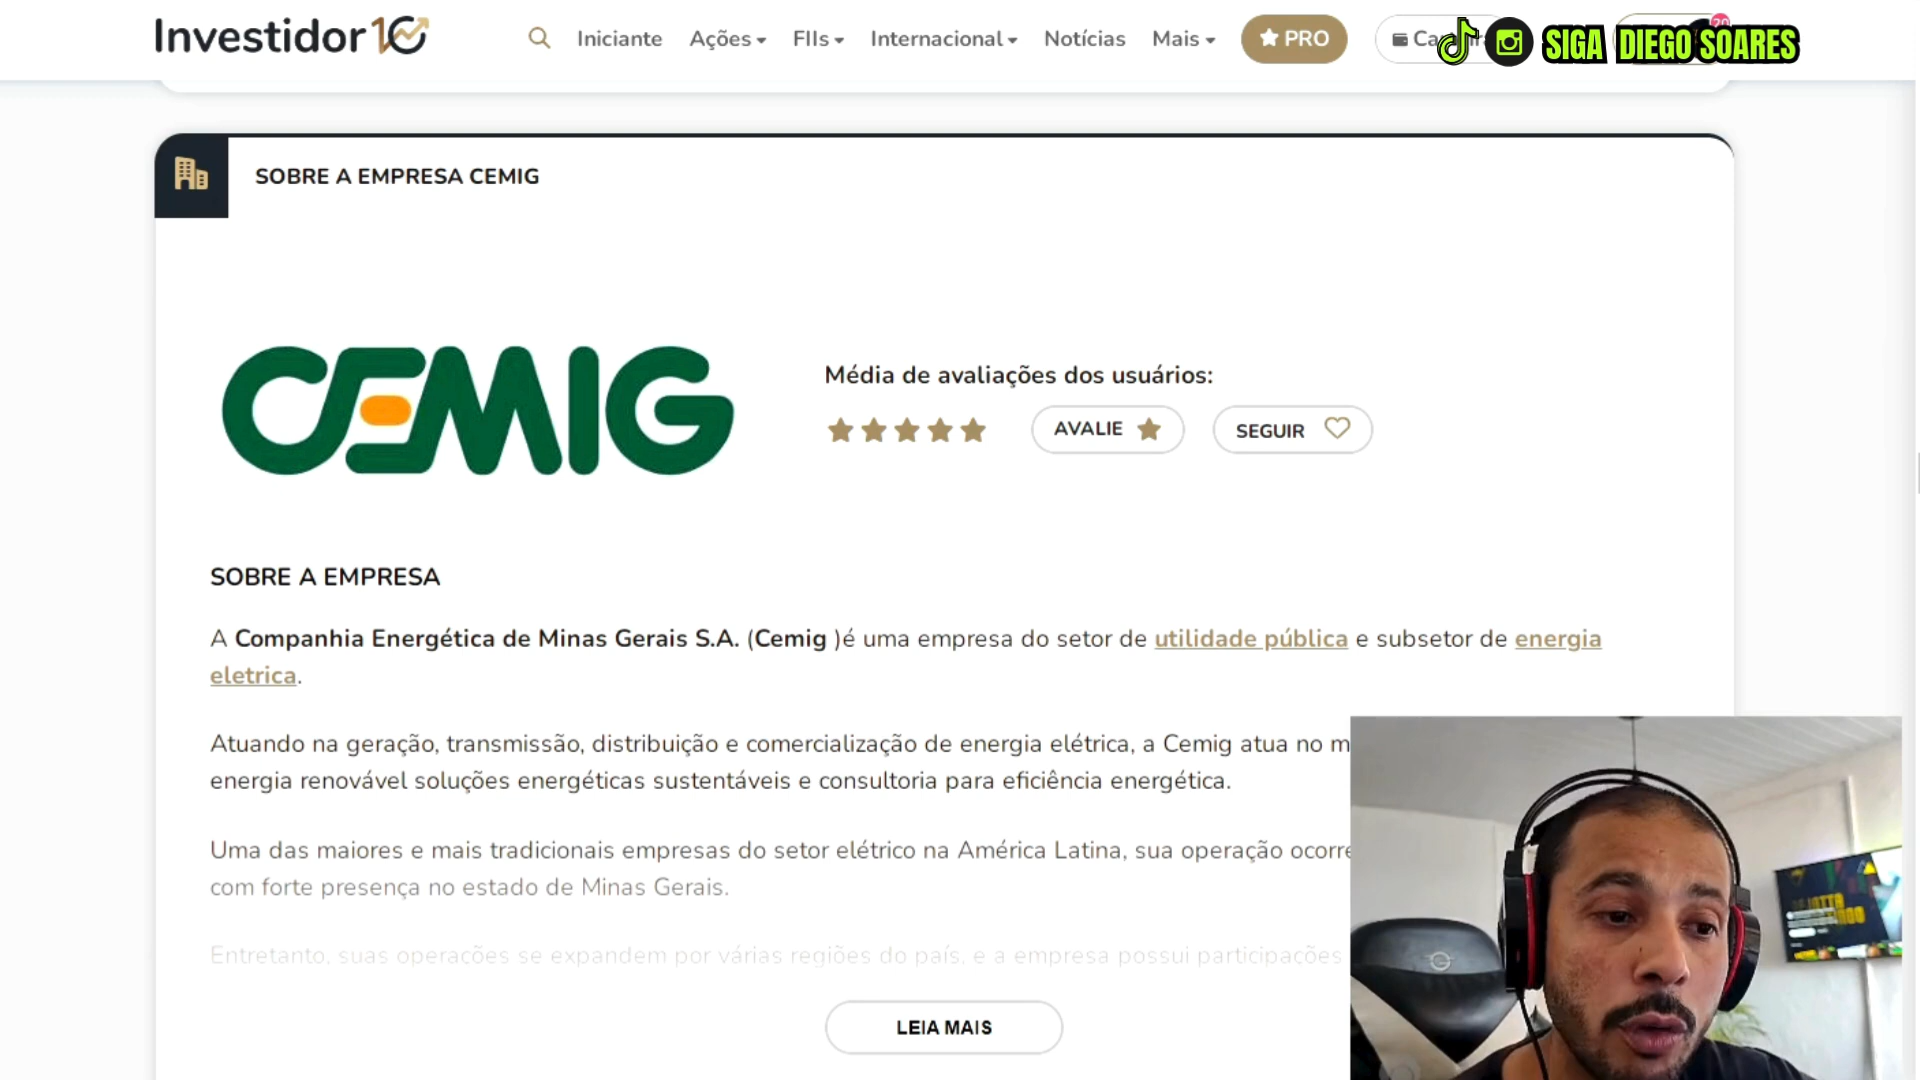 Investidor 10
Iniciante
Ações
FIIs
Internacional
Notícias
Mais
PRO
SIGA DIEGO SOARES
SOBRE A EMPRESA CEMIG
CEMIG
Média de avaliações dos usuários:
AVALIE
SEGUIR
SOBRE A EMPRESA
A Companhia Energética de Minas Gerais S.A. (Cemig )é uma empresa do setor de utilidade pública e subsetor de energia
eletrica.
Atuando na geração, transmissão, distribuição e comercialização de energia elétrica, a Cemig atua no m
energia renovável soluções energéticas sustentáveis e consultoria para eficiência energética.
Uma das maiores e mais tradicionais empresas do setor elétrico na América Latina, sua operação ocorre
com forte presença no estado de Minas Gerais.
Entretanto, suas operações se expandem por várias regiões do país, e a empresa possui participações
LEIA MAIS